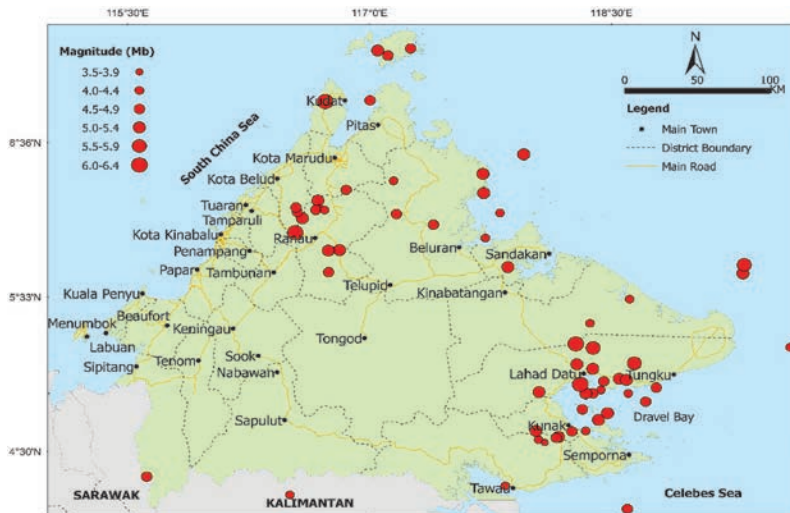 115°30'
117°0'
118°30'
Magnitude (Mb)
3.5-3.9
4.0-4.4
4.5-4.9
5.0-5.4
5.5-5.9
6.0-6.4
N
0 50 100
KM
Legend
Main Town
District Boundary
Main Road
South China Sea
Kudat
Pitas
8°36'
Kota Marudu
Kota Belud
Tuaran
Tamparuli
Kota Kinabalu
Ranau
Penampang
Beluran
Sandakan
Papar
Tambunan
Telupid
Kinabatangan
5°33'
Kuala Penyu
Beaufort
Menumbok
Keningau
Labuan
Tongod
Sipitang
Tenom
Sook
Nabawan
Lahad Datu
Tungku
Sapulut
Kunak
Dravel Bay
4°30'
Semporna
SARAWAK
KALIMANTAN
Tawau
Celebes Sea